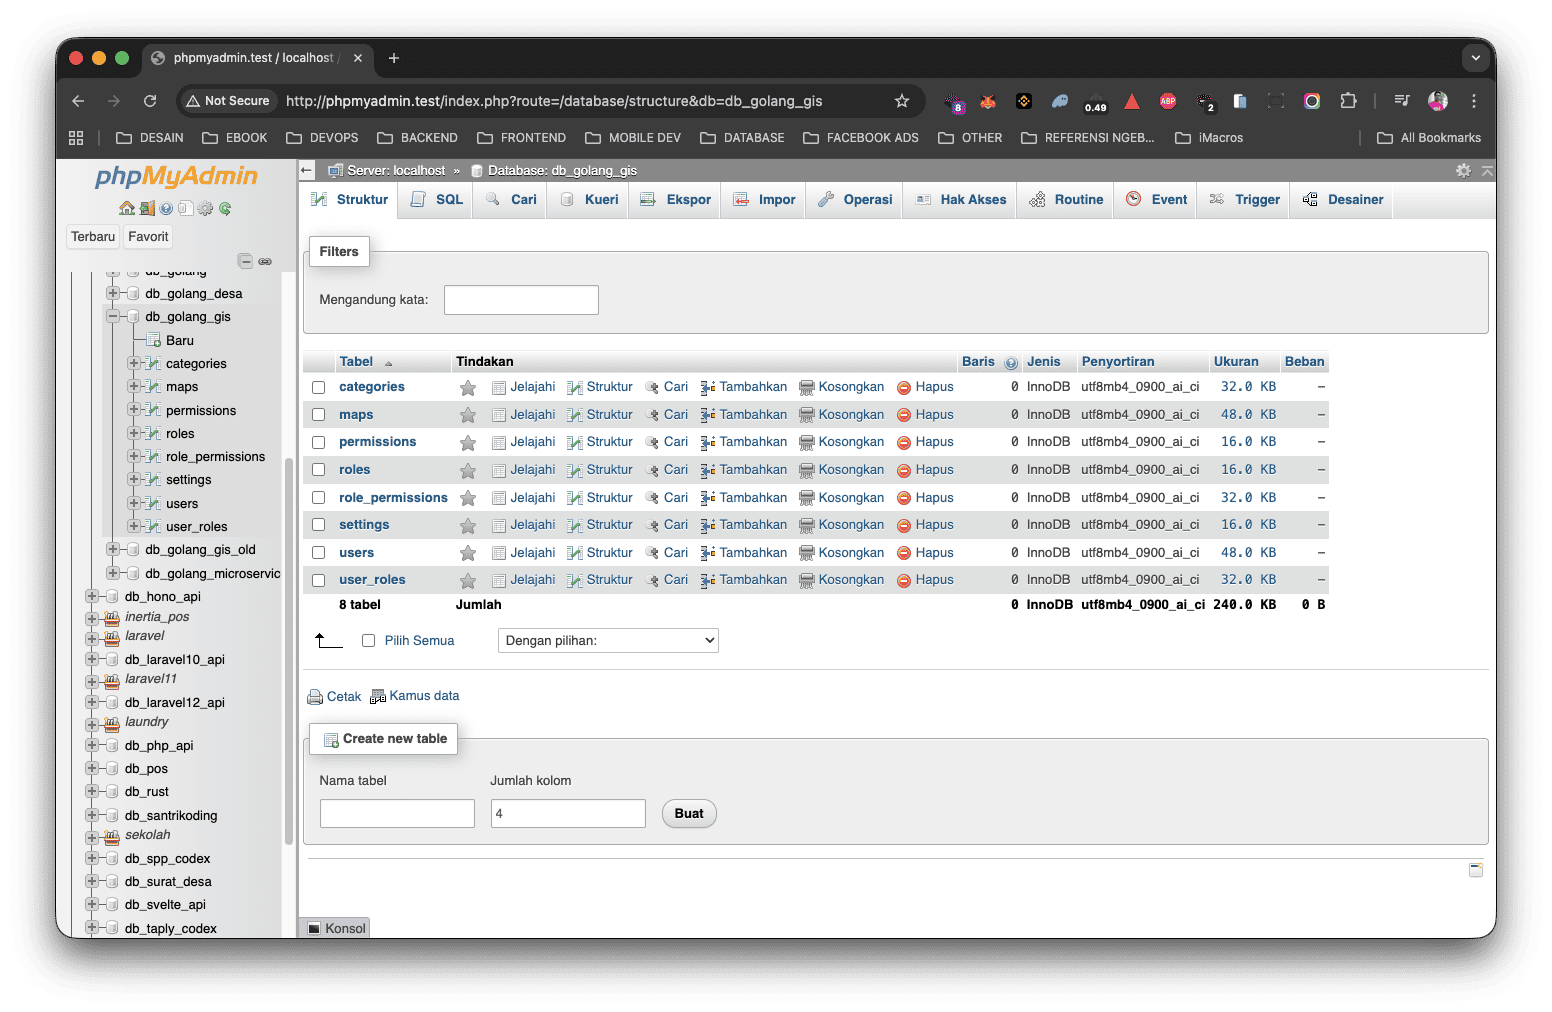 phpmyadmin.test / localhost /
Not Secure
http://phpmyadmin.test/index.php?route=/database/structure&db=db_golang_gis
8
0.49
ABP
2
DESAIN
EBOOK
DEVOPS
BACKEND
FRONTEND
MOBILE DEV
DATABASE
FACEBOOK ADS
OTHER
REFERENSI NGEB...
iMacros
All Bookmarks
phpMyAdmin
Terbaru
Favorit
db_golang
db_golang_desa
db_golang_gis
Baru
categories
maps
permissions
roles
role_permissions
settings
users
user_roles
db_golang_gis_old
db_golang_microservic
db_hono_api
inertia_pos
laravel
db_laravel10_api
laravel11
db_laravel12_api
laundry
db_php_api
db_pos
db_rust
db_santrikoding
sekolah
db_spp_codex
db_surat_desa
db_svelte_api
db_taply_codex
Server: localhost » Database: db_golang_gis
Struktur SQL Cari Kueri Ekspor Impor Operasi Hak Akses Routine Event Trigger Desainer
Filters
Mengandung kata:
Tabel Tindakan Baris Jenis Penyortiran Ukuran Beban
categories Jelajahi Struktur Cari Tambahkan Kosongkan Hapus 0 InnoDB utf8mb4_0900_ai_ci 32.0 KB –
maps Jelajahi Struktur Cari Tambahkan Kosongkan Hapus 0 InnoDB utf8mb4_0900_ai_ci 48.0 KB –
permissions Jelajahi Struktur Cari Tambahkan Kosongkan Hapus 0 InnoDB utf8mb4_0900_ai_ci 16.0 KB –
roles Jelajahi Struktur Cari Tambahkan Kosongkan Hapus 0 InnoDB utf8mb4_0900_ai_ci 16.0 KB –
role_permissions Jelajahi Struktur Cari Tambahkan Kosongkan Hapus 0 InnoDB utf8mb4_0900_ai_ci 32.0 KB –
settings Jelajahi Struktur Cari Tambahkan Kosongkan Hapus 0 InnoDB utf8mb4_0900_ai_ci 16.0 KB –
users Jelajahi Struktur Cari Tambahkan Kosongkan Hapus 0 InnoDB utf8mb4_0900_ai_ci 48.0 KB –
user_roles Jelajahi Struktur Cari Tambahkan Kosongkan Hapus 0 InnoDB utf8mb4_0900_ai_ci 32.0 KB –
8 tabel Jumlah 0 InnoDB utf8mb4_0900_ai_ci 240.0 KB 0 B
Pilih Semua Dengan pilihan:
Cetak Kamus data
Create new table
Nama tabel Jumlah kolom
4 Buat
Konsol